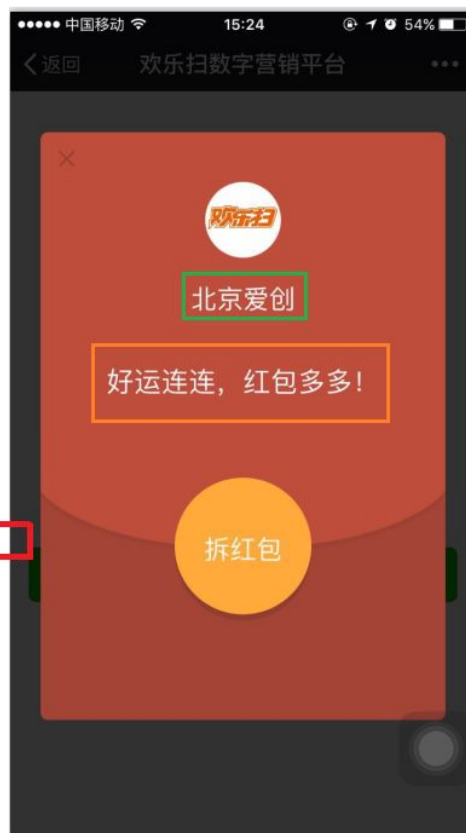 中国移动 15:24 54%
返回 欢乐扫数字营销平台
欢乐扫
北京爱创
好运连连，红包多多！
拆红包